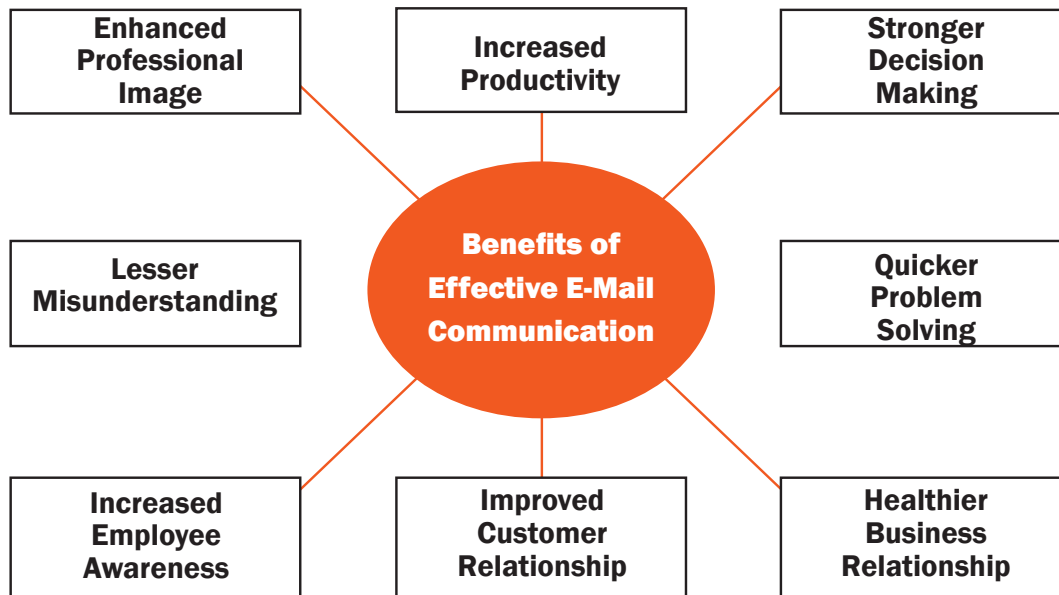 Enhanced
Professional
Image
Increased
Productivity
Stronger
Decision
Making
Lesser
Misunderstanding
Benefits of
Effective E-Mail
Communication
Quicker
Problem
Solving
Increased
Employee
Awareness
Improved
Customer
Relationship
Healthier
Business
Relationship